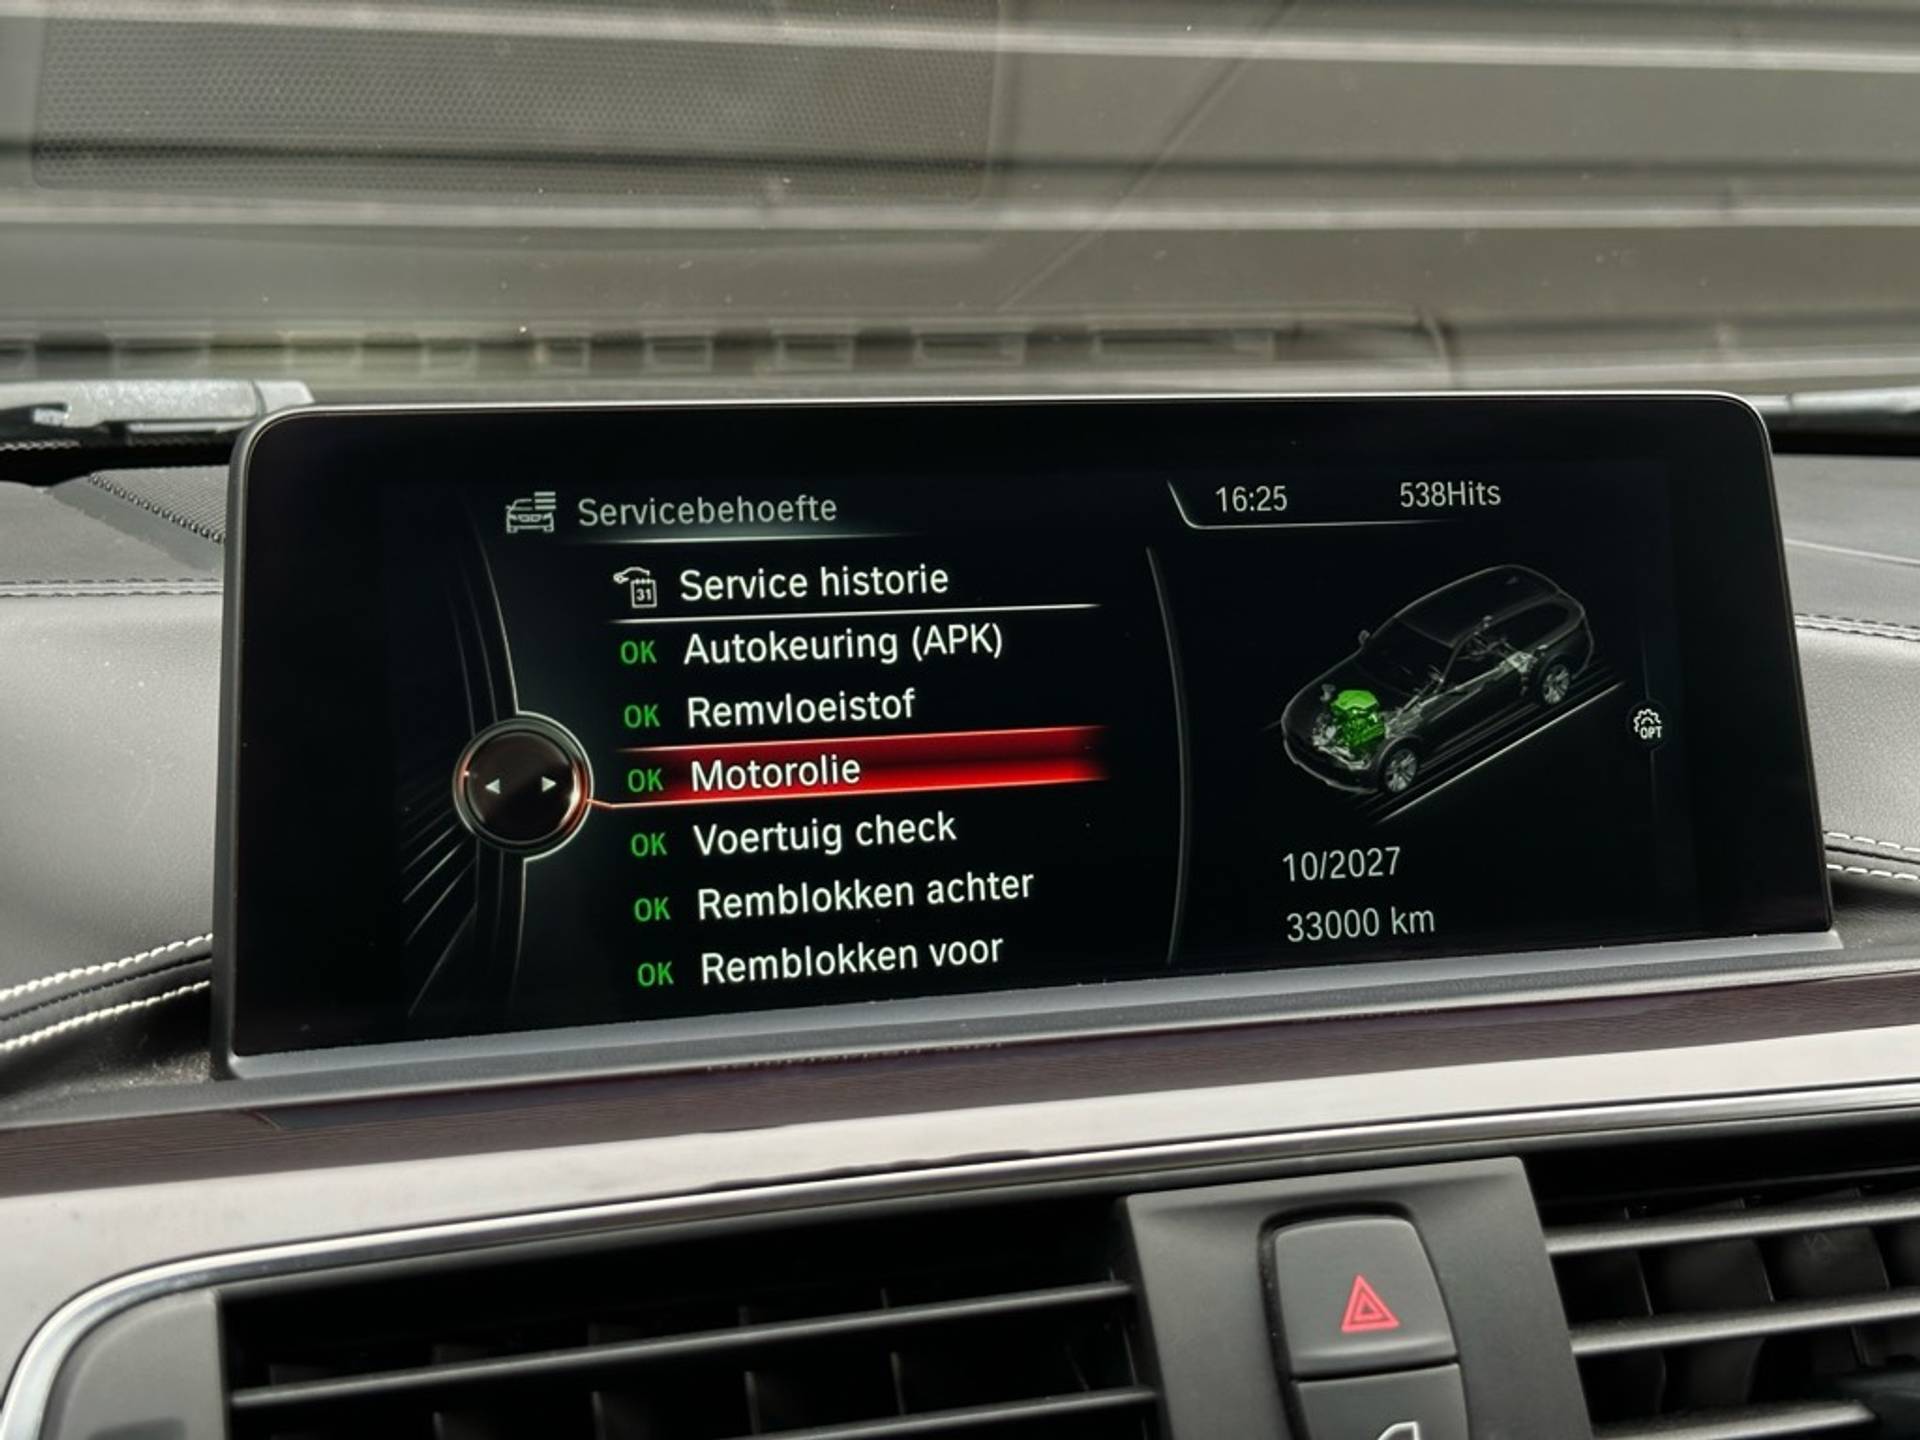 Servicebehoefte
16:25 538Hits
31 Service historie
OK Autokeuring (APK)
OK Remvloeistof
OK Motorolie
OK Voertuig check
OK Remblokken achter
OK Remblokken voor
OPT
10/2027
33000 km